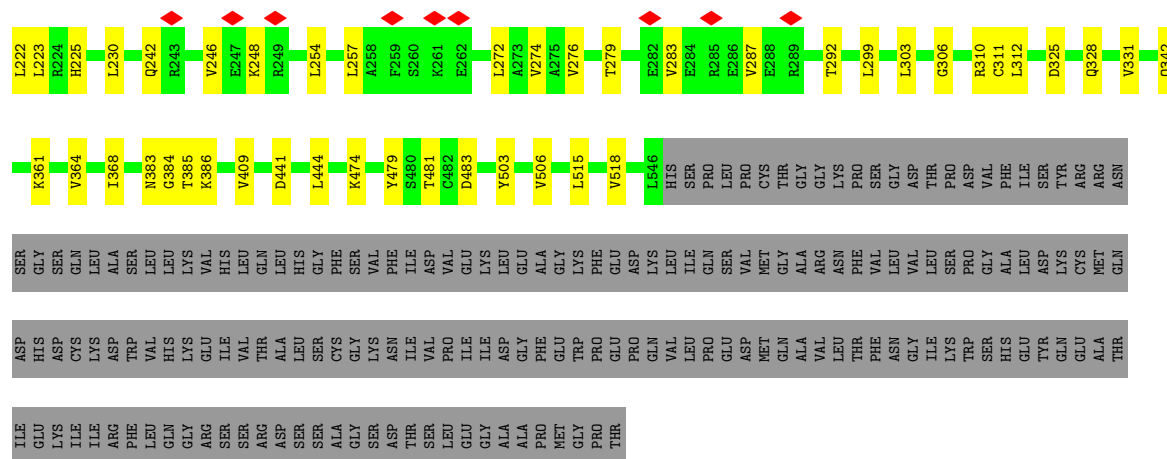 L222 L223 R224 H225 L230 Q242 R243 V246 E247 K248 R249 L254 L257 A258 F259 S260 K261 E262 L272 A273 V274 A275 V276 T279 E282 V283 E284 R285 E286 V287 E288 R289 T292 L299 L303 G306 R310 C311 L312 D325 Q328 V331 Q342
K361 V364 I368 N383 G384 T385 K386 V409 D441 L444 K474 Y479 S480 T481 C482 D483 Y503 V506 L515 V518 L546 HIS SER PRO LEU PRO CYS THR GLY GLY LYS PRO SER GLY ASP THR PRO ASP VAL PHE ILE SER TYR ARG ARG ASN
SER GLY SER GLN LEU ALA SER LEU LEU LYS VAL HIS LEU GLN LEU HIS GLY PHE SER VAL PHE ILE ASP VAL GLU LYS LEU GLU ALA GLY LYS PHE GLU ASP LYS LEU ILE GLN SER VAL MET GLY ALA ARG ASN PHE VAL LEU VAL LEU SER PRO GLY ALA LEU ASP LYS CYS MET GLN
ASP HIS ASP CYS LYS ASP TRP VAL HIS LYS GLU ILE VAL THR ALA LEU SER CYS GLY LYS ASN ILE VAL PRO ILE ILE ASP GLY PHE GLU TRP PRO GLU PRO GLN VAL LEU PRO GLU ASP MET GLN ALA VAL LEU THR PHE ASN GLY ILE LYS TRP SER HIS GLU TYR GLN GLU ALA THR
ILE GLU LYS ILE ILE ARG PHE LEU GLN GLY ARG SER SER ARG ASP SER SER ALA GLY SER ASP THR SER LEU GLU GLY ALA ALA PRO MET GLY PRO THR